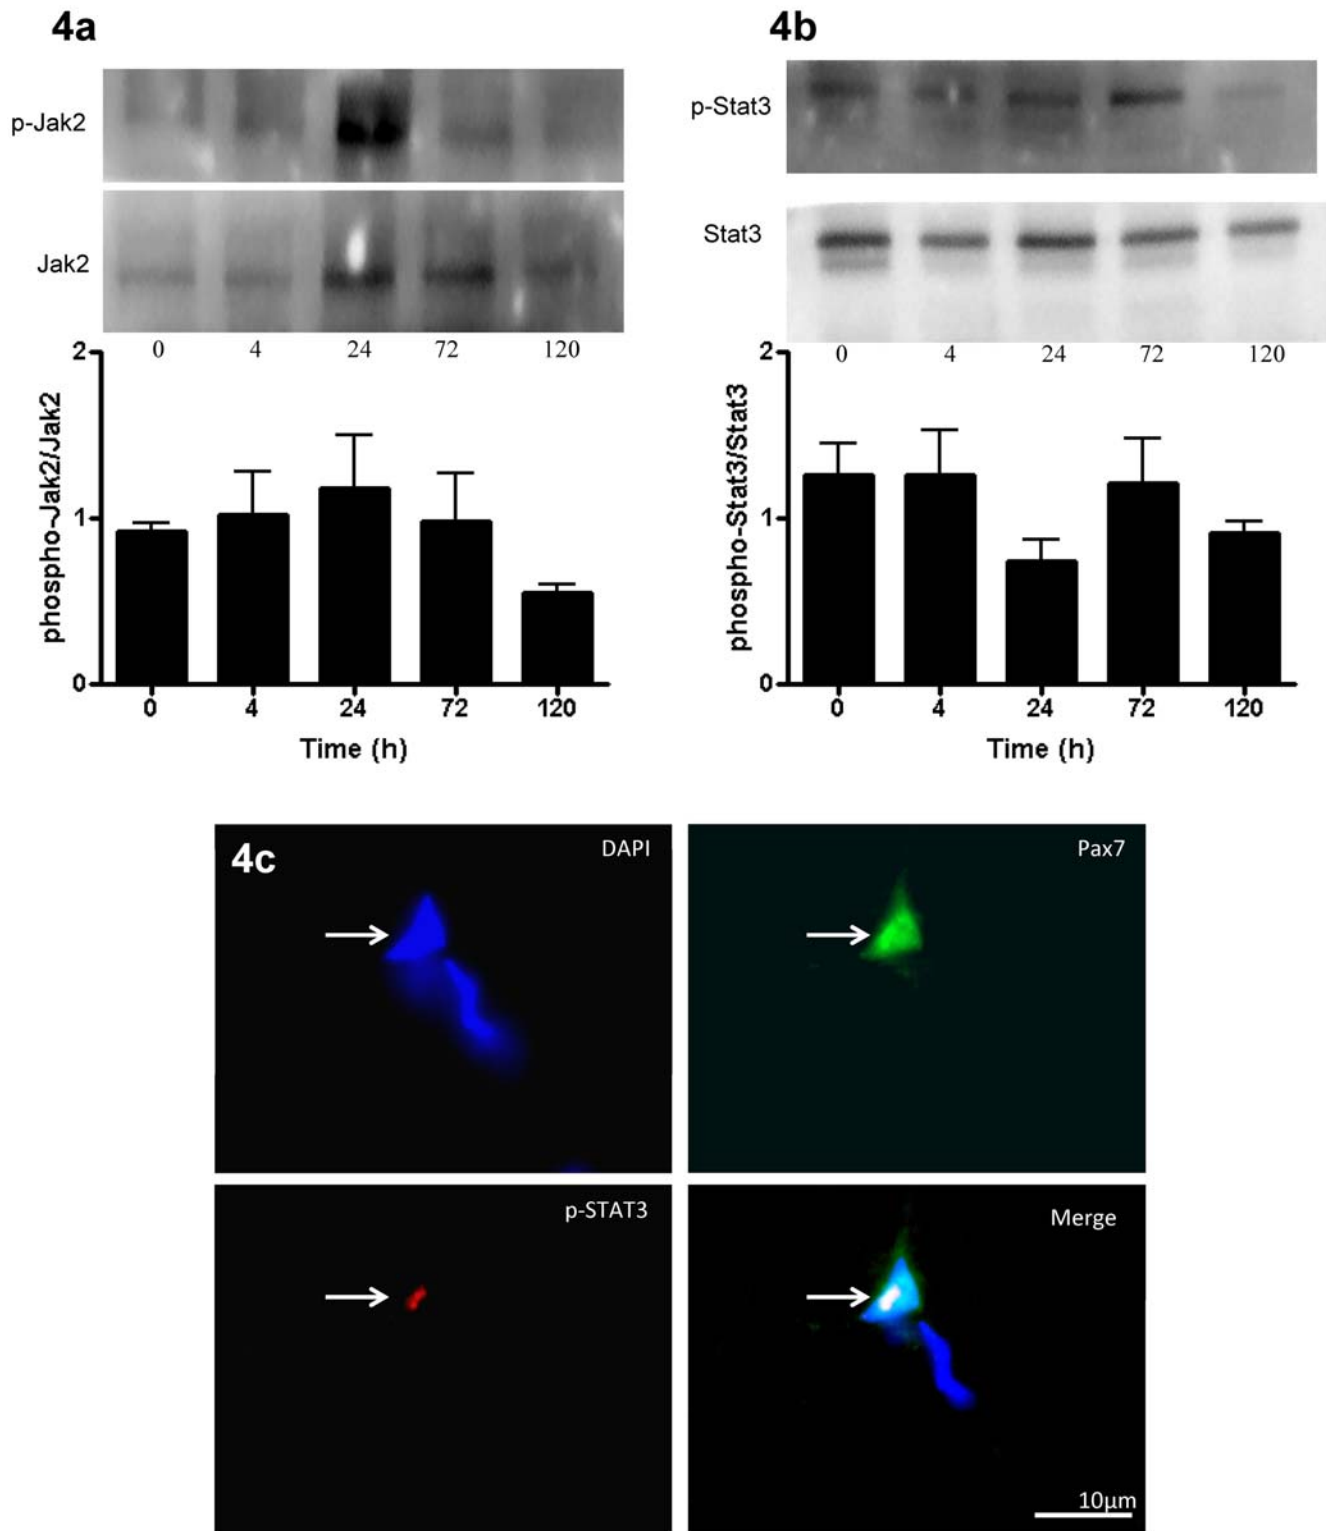 4a
p-Jak2
Jak2
0 4 24 72 120
2
1
0
phospho-Jak2/Jak2
0 4 24 72 120
Time (h)
4b
p-Stat3
Stat3
0 4 24 72 120
2
1
0
phospho-Stat3/Stat3
0 4 24 72 120
Time (h)
4c
DAPI
Pax7
p-STAT3
Merge
10µm